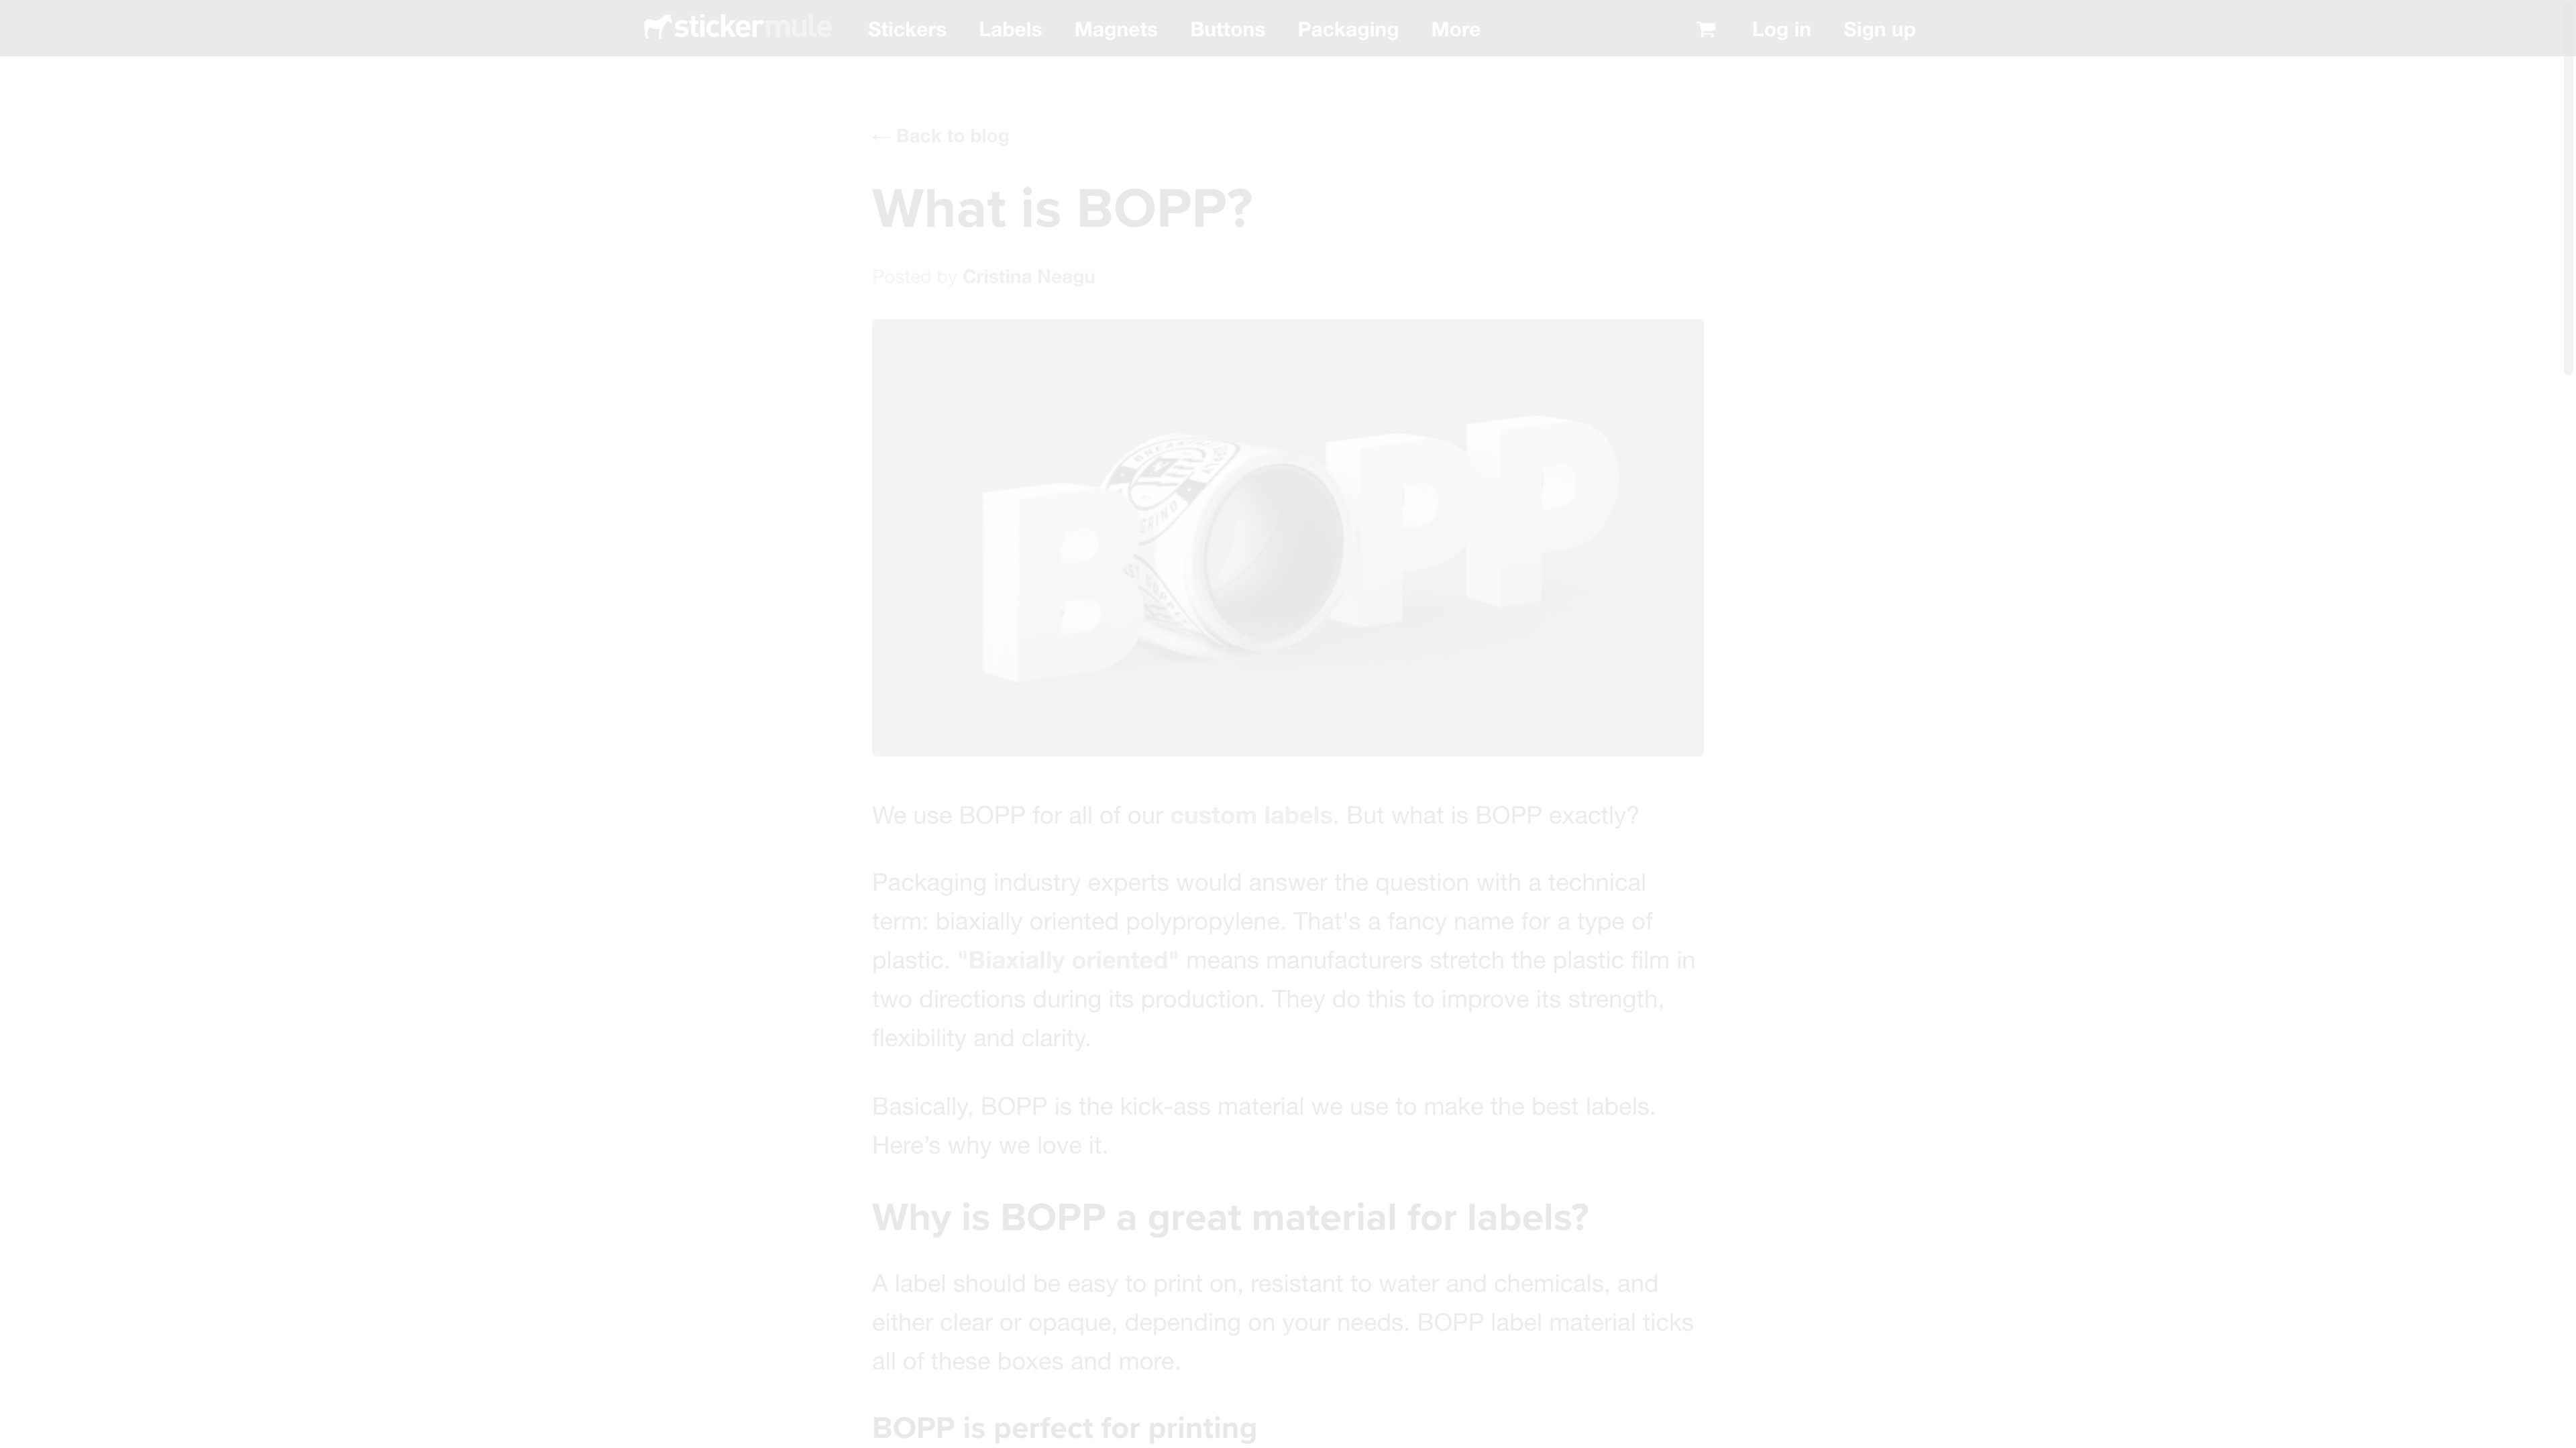 stickermule
Stickers
Labels
Magnets
Buttons
Packaging
More
Log in
Sign up
← Back to blog
What is BOPP?
Posted by Cristina Neagu
B PP
GRIND
We use BOPP for all of our custom labels. But what is BOPP exactly?
Packaging industry experts would answer the question with a technical
term: biaxially oriented polypropylene. That's a fancy name for a type of
plastic. "Biaxially oriented" means manufacturers stretch the plastic film in
two directions during its production. They do this to improve its strength,
flexibility and clarity.
Basically, BOPP is the kick-ass material we use to make the best labels.
Here’s why we love it.
Why is BOPP a great material for labels?
A label should be easy to print on, resistant to water and chemicals, and
either clear or opaque, depending on your needs. BOPP label material ticks
all of these boxes and more.
BOPP is perfect for printing